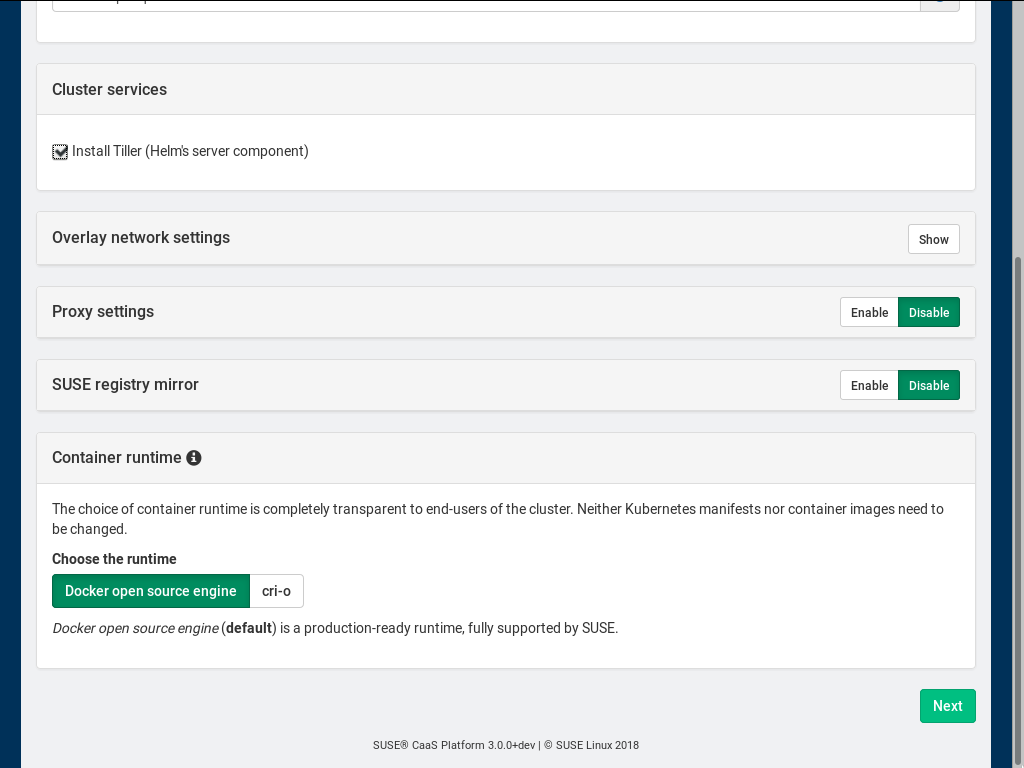 Cluster services
Install Tiller (Helm's server component)
Overlay network settings
Show
Proxy settings
Enable
Disable
SUSE registry mirror
Enable
Disable
Container runtime
The choice of container runtime is completely transparent to end-users of the cluster. Neither Kubernetes manifests nor container images need to
be changed.
Choose the runtime
Docker open source engine
cri-o
Docker open source engine (default) is a production-ready runtime, fully supported by SUSE.
Next
SUSE® CaaS Platform 3.0.0+dev | © SUSE Linux 2018